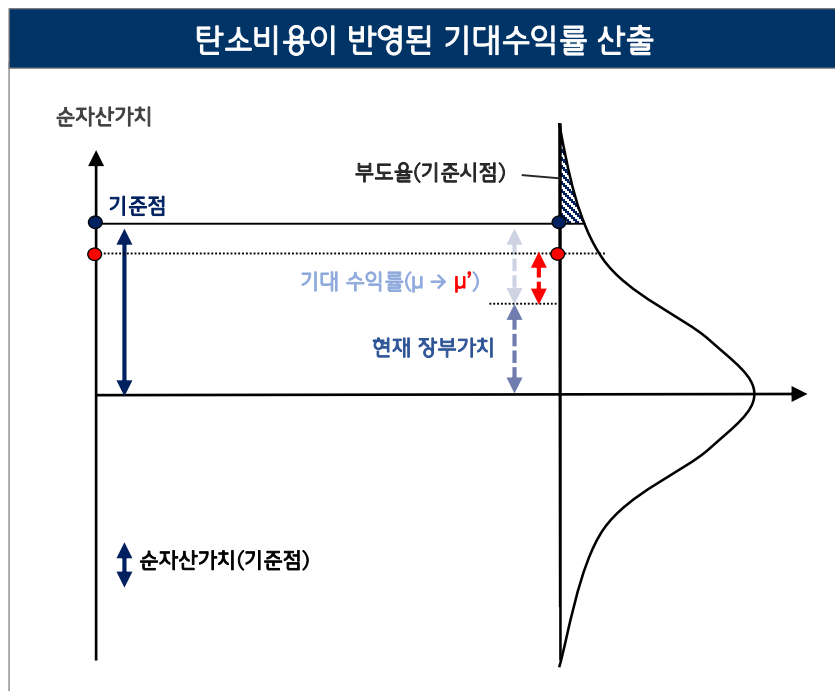 탄소비용이 반영된 기대수익률 산출
순자산가치
부도율(기준시점)
기준점
기대 수익률(μ → μ’)
현재 장부가치
순자산가치(기준점)